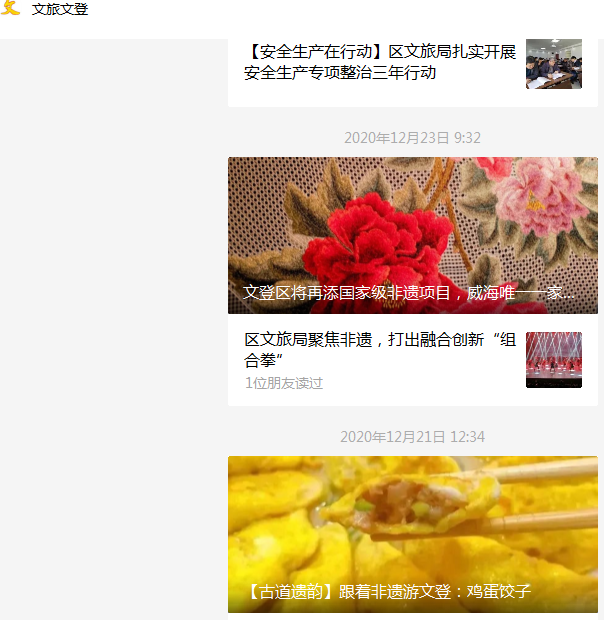 文旅文登
【安全生产在行动】区文旅局扎实开展
安全生产专项整治三年行动
2020年12月23日 9:32
文登区将再添国家级非遗项目，威海唯一一家...
区文旅局聚焦非遗，打出融合创新“组
合拳”
1位朋友读过
2020年12月21日 12:34
【古道遗韵】跟着非遗游文登：鸡蛋饺子